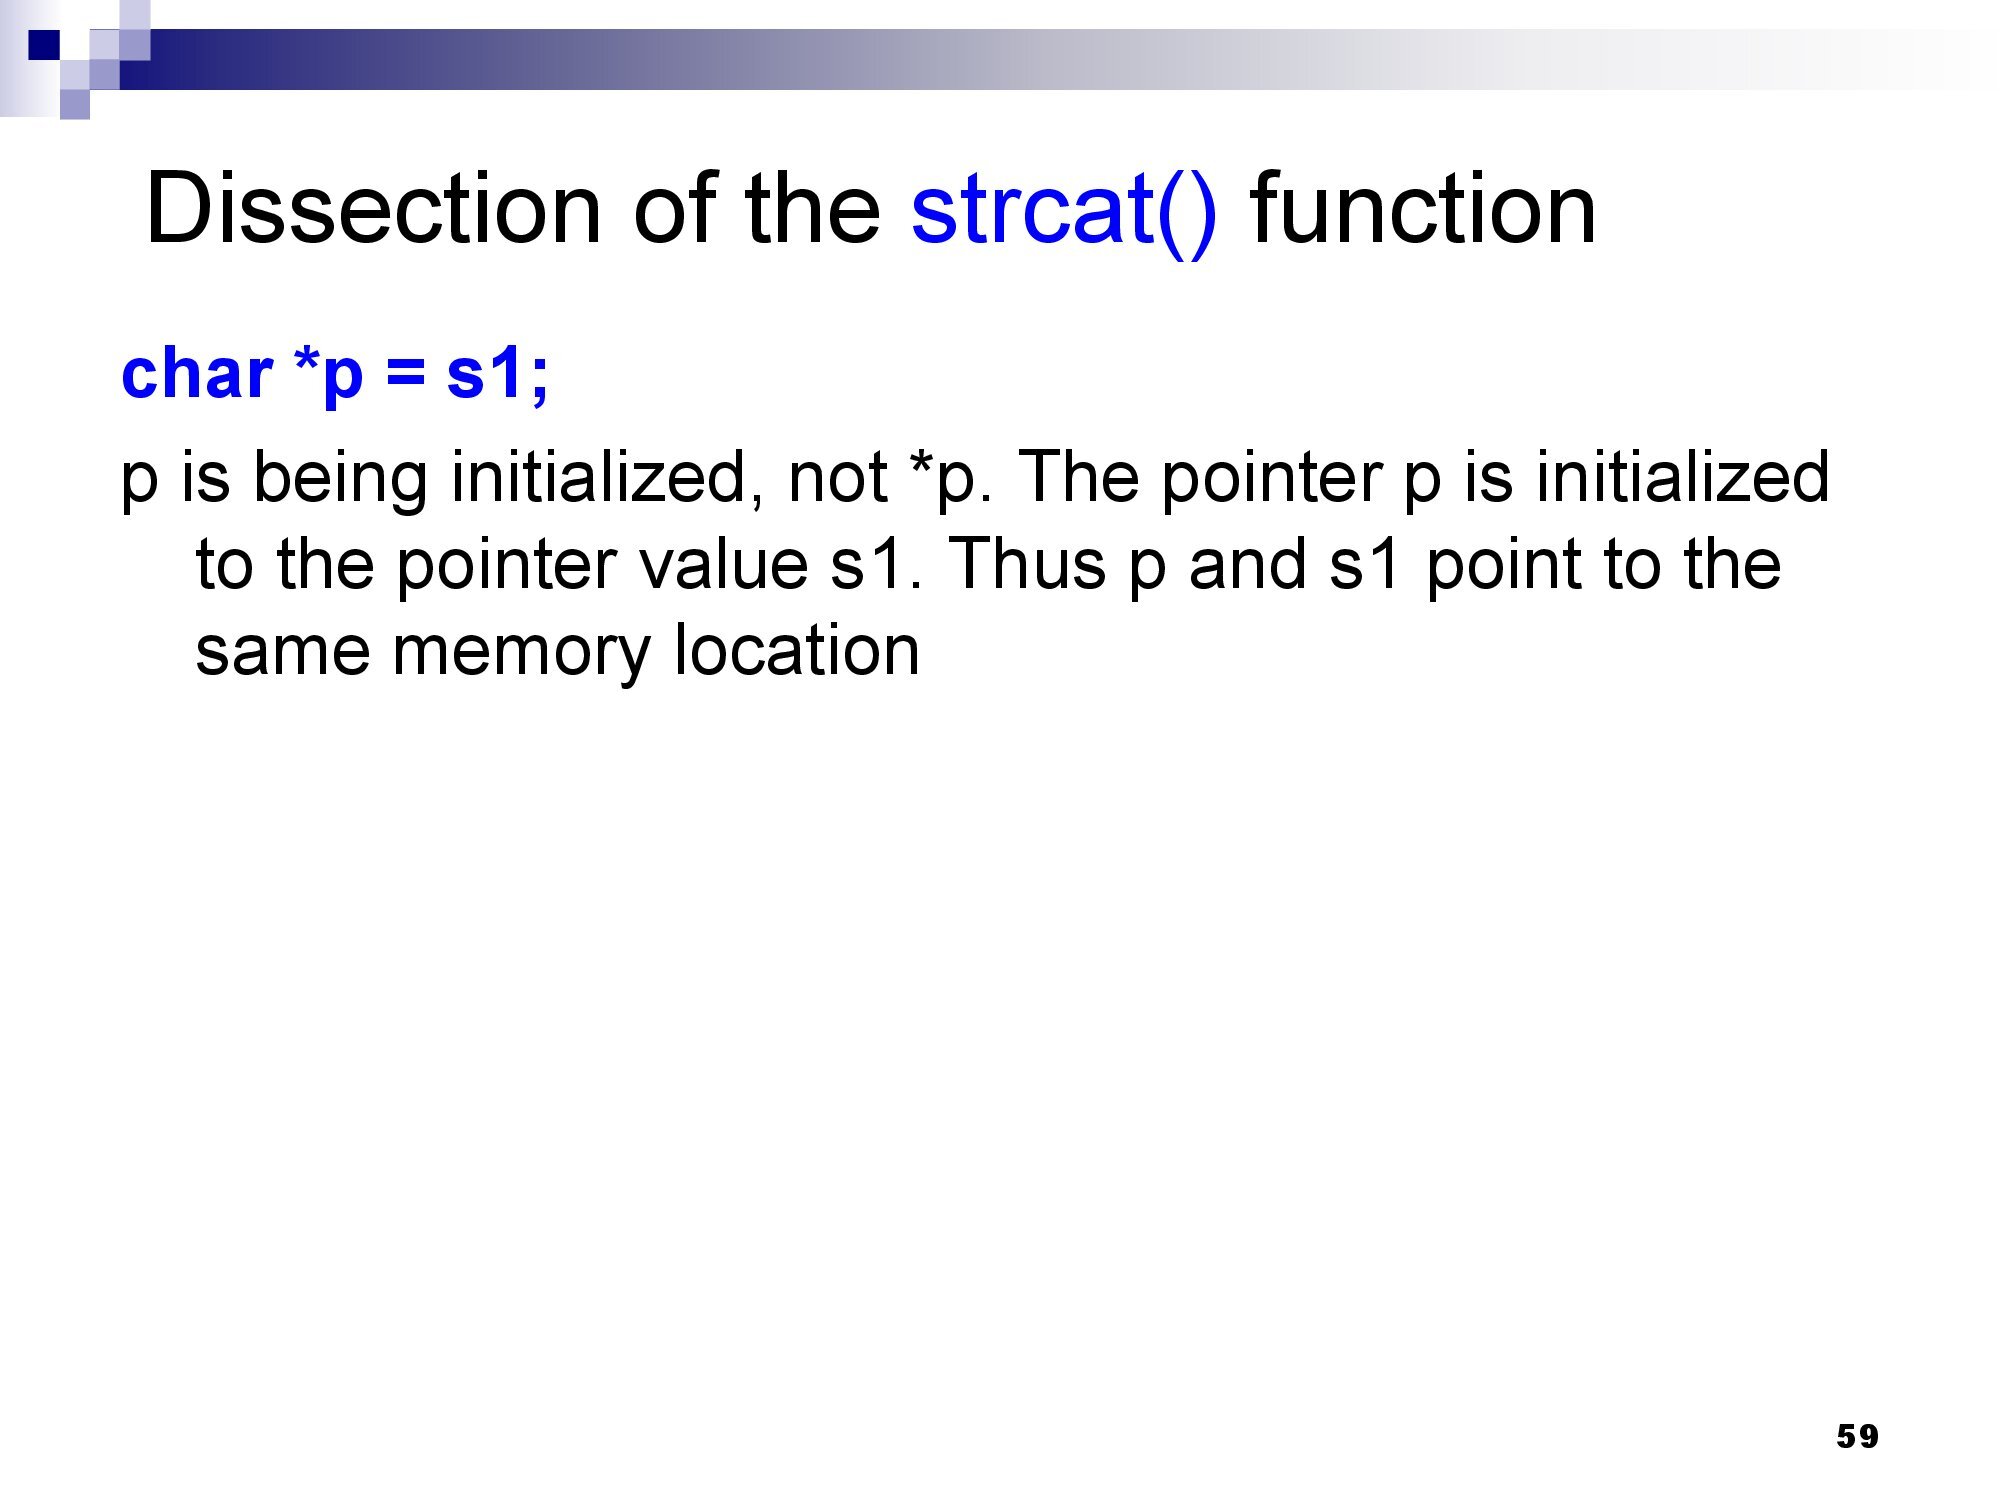 Dissection of the strcat() function
char *p = s1;
p is being initialized, not *p. The pointer p is initialized
to the pointer value s1. Thus p and s1 point to the
same memory location
59